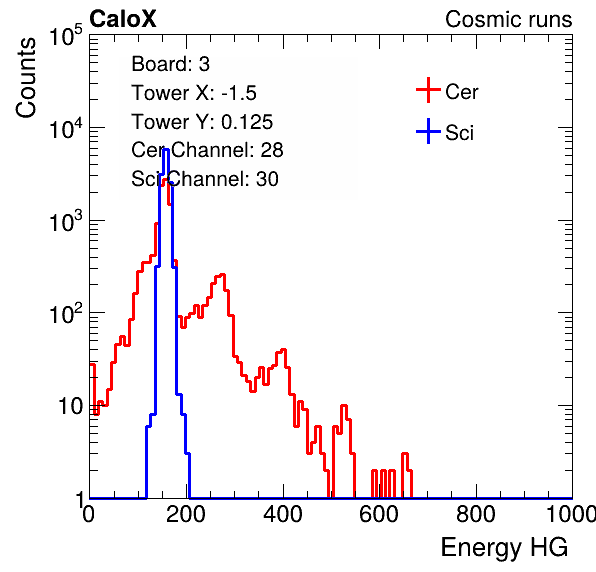 CaloX Cosmic runs
Counts
10^5
10^4
10^3
10^2
10
1
Board: 3
Tower X: -1.5
Tower Y: 0.125
Cer Channel: 28
Sci Channel: 30
Cer
Sci
0 200 400 600 800 1000
Energy HG